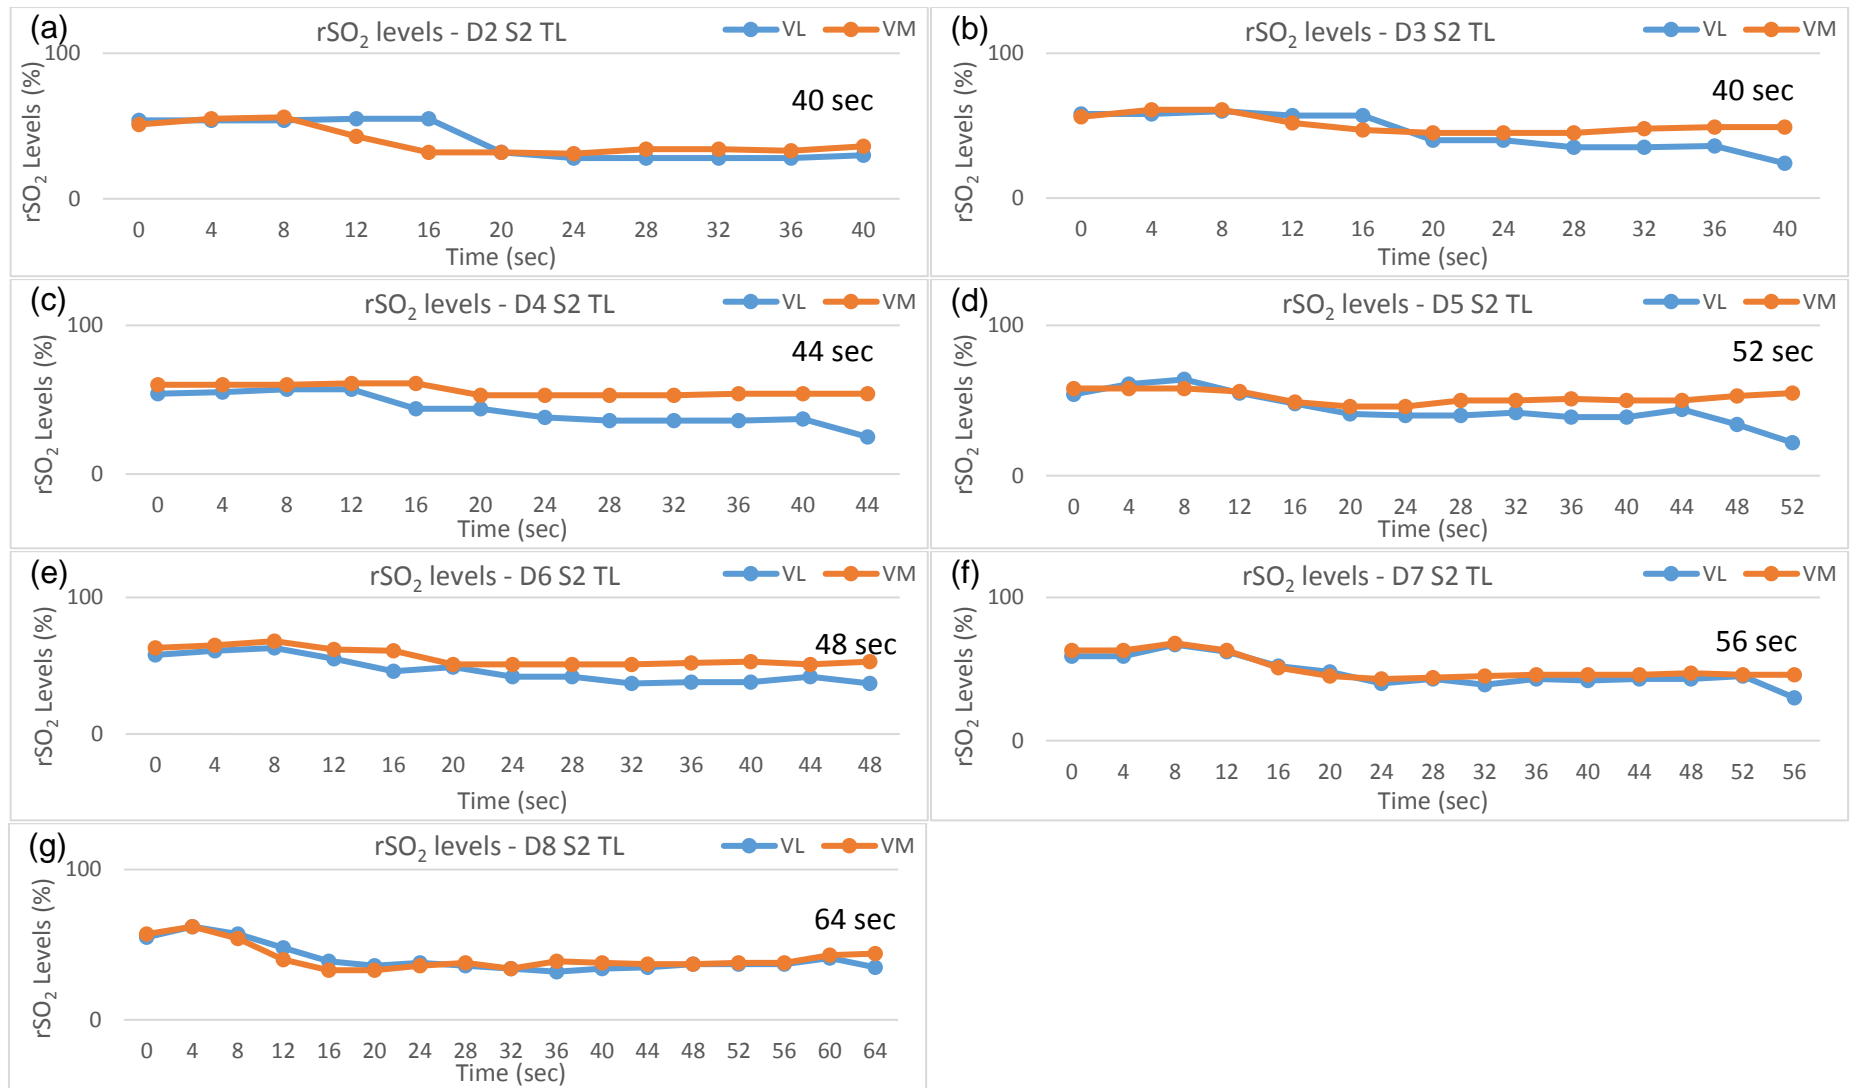 (a)
rSO₂ levels - D2 S2 TL
VL VM
100
40 sec
rSO₂ Levels (%)
0
0 4 8 12 16 20 24 28 32 36 40
Time (sec)
(b)
rSO₂ levels - D3 S2 TL
VL VM
100
40 sec
rSO₂ Levels (%)
0
0 4 8 12 16 20 24 28 32 36 40
Time (sec)
(c)
rSO₂ levels - D4 S2 TL
VL VM
100
44 sec
rSO₂ Levels (%)
0
0 4 8 12 16 20 24 28 32 36 40 44
Time (sec)
(d)
rSO₂ levels - D5 S2 TL
VL VM
100
52 sec
rSO₂ Levels (%)
0
0 4 8 12 16 20 24 28 32 36 40 44 48 52
Time (sec)
(e)
rSO₂ levels - D6 S2 TL
VL VM
100
48 sec
rSO₂ Levels (%)
0
0 4 8 12 16 20 24 28 32 36 40 44 48
Time (sec)
(f)
rSO₂ levels - D7 S2 TL
VL VM
100
56 sec
rSO₂ Levels (%)
0
0 4 8 12 16 20 24 28 32 36 40 44 48 52 56
Time (sec)
(g)
rSO₂ levels - D8 S2 TL
VL VM
100
64 sec
rSO₂ Levels (%)
0
0 4 8 12 16 20 24 28 32 36 40 44 48 52 56 60 64
Time (sec)